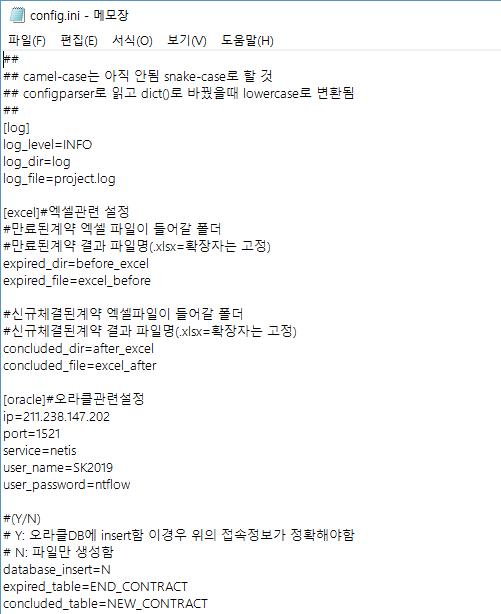 config.ini - 메모장
파일(F) 편집(E) 서식(O) 보기(V) 도움말(H)
##
## camel-case는 아직 안됨 snake-case로 할 것
## configparser로 읽고 dict()로 바꿨을때 lowercase로 변환됨
##
[log]
log_level=INFO
log_dir=log
log_file=project.log
[excel]#엑셀관련 설정
#만료된계약 엑셀 파일이 들어갈 폴더
#만료된계약 결과 파일명(.xlsx=확장자는 고정)
expired_dir=before_excel
expired_file=excel_before
#신규체결된계약 엑셀파일이 들어갈 폴더
#신규체결된계약 결과 파일명(.xlsx=확장자는 고정)
concluded_dir=after_excel
concluded_file=excel_after
[oracle]#오라클관련설정
ip=211.238.147.202
port=1521
service=netis
user_name=SK2019
user_password=ntflow
#(Y/N)
# Y: 오라클DB에 insert함 이경우 위의 접속정보가 정확해야함
# N: 파일만 생성함
database_insert=N
expired_table=END_CONTRACT
concluded_table=NEW_CONTRACT